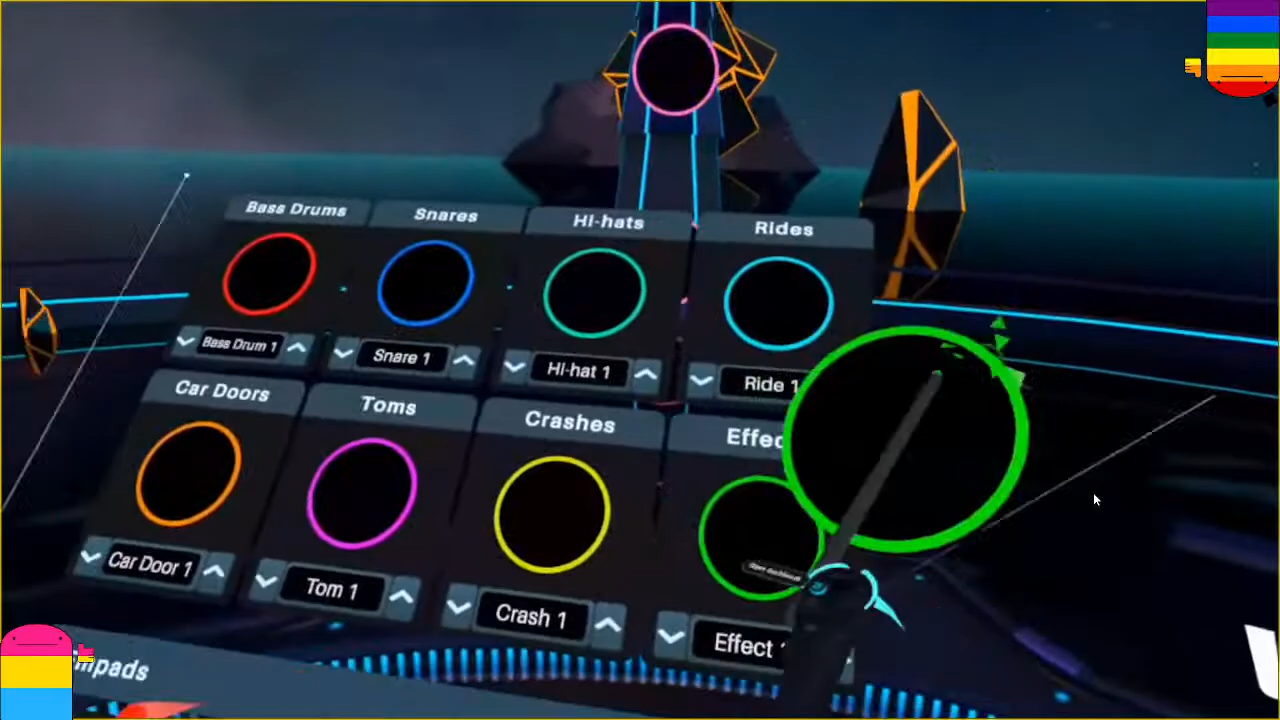 Bass Drums
Snares
Hi-hats
Rides
Bass Drum 1
Snare 1
Hi-hat 1
Ride 1
Car Doors
Toms
Crashes
Effec
Car Door 1
Tom 1
Crash 1
Effect
mpads